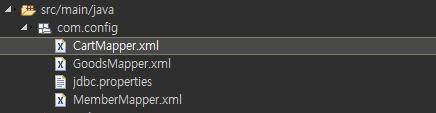 src/main/java
com.config
CartMapper.xml
GoodsMapper.xml
jdbc.properties
MemberMapper.xml